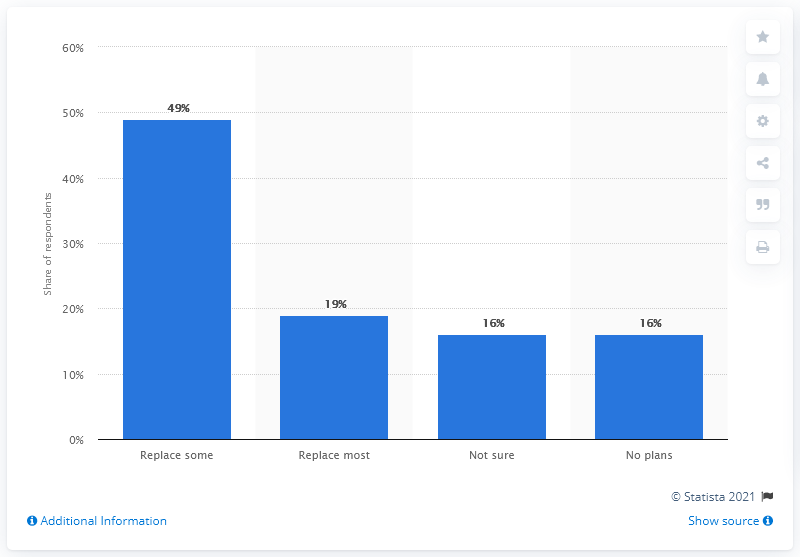 60%
50%
40%
30%
20%
10%
0%
Share of respondents
49%
19%
16%
16%
Replace some
Replace most
Not sure
No plans
© Statista 2021
Additional Information
Show source